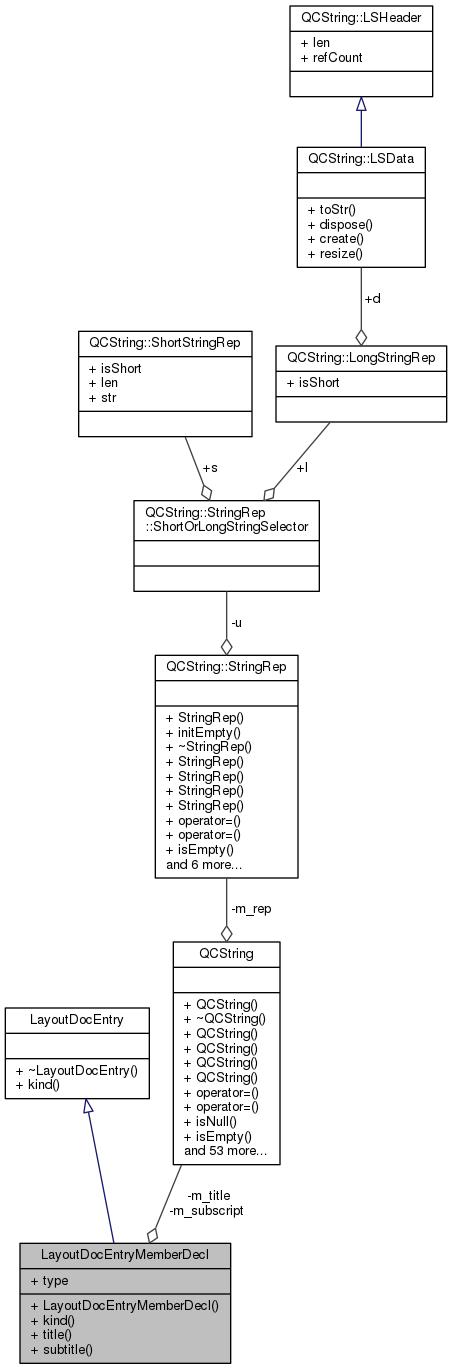 QCString::LSHeader
+ len
+ refCount
QCString::LSData
+ toStr()
+ dispose()
+ create()
+ resize()
+d
QCString::ShortStringRep
+ isShort
+ len
+ str
QCString::LongStringRep
+ isShort
+s
+l
QCString::StringRep
::ShortOrLongStringSelector
-u
QCString::StringRep
+ StringRep()
+ initEmpty()
+ ~StringRep()
+ StringRep()
+ StringRep()
+ StringRep()
+ StringRep()
+ operator=()
+ operator=()
+ isEmpty()
and 6 more...
-m_rep
QCString
+ QCString()
+ ~QCString()
+ QCString()
+ QCString()
+ QCString()
+ QCString()
+ operator=()
+ operator=()
+ isNull()
+ isEmpty()
and 53 more...
LayoutDocEntry
+ ~LayoutDocEntry()
+ kind()
-m_title
-m_subscript
LayoutDocEntryMemberDecl
+ type
+ LayoutDocEntryMemberDecl()
+ kind()
+ title()
+ subtitle()